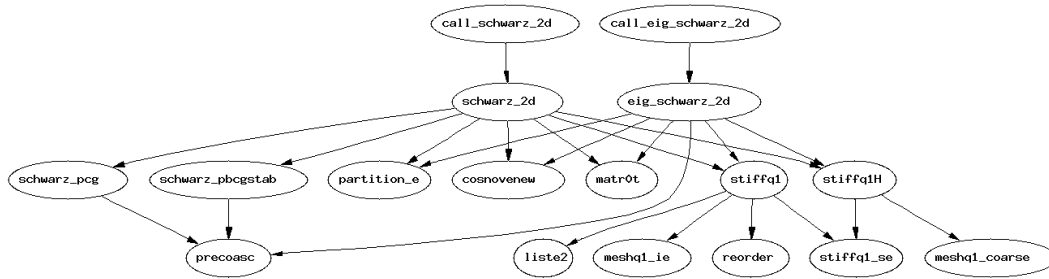 call_schwarz_2d
call_eig_schwarz_2d
schwarz_2d
eig_schwarz_2d
schwarz_pcg
schwarz_pbcgstab
partition_e
cosnovenew
matr0t
stiffq1
stiffq1H
precoasc
liste2
meshq1_ie
reorder
stiffq1_se
meshq1_coarse